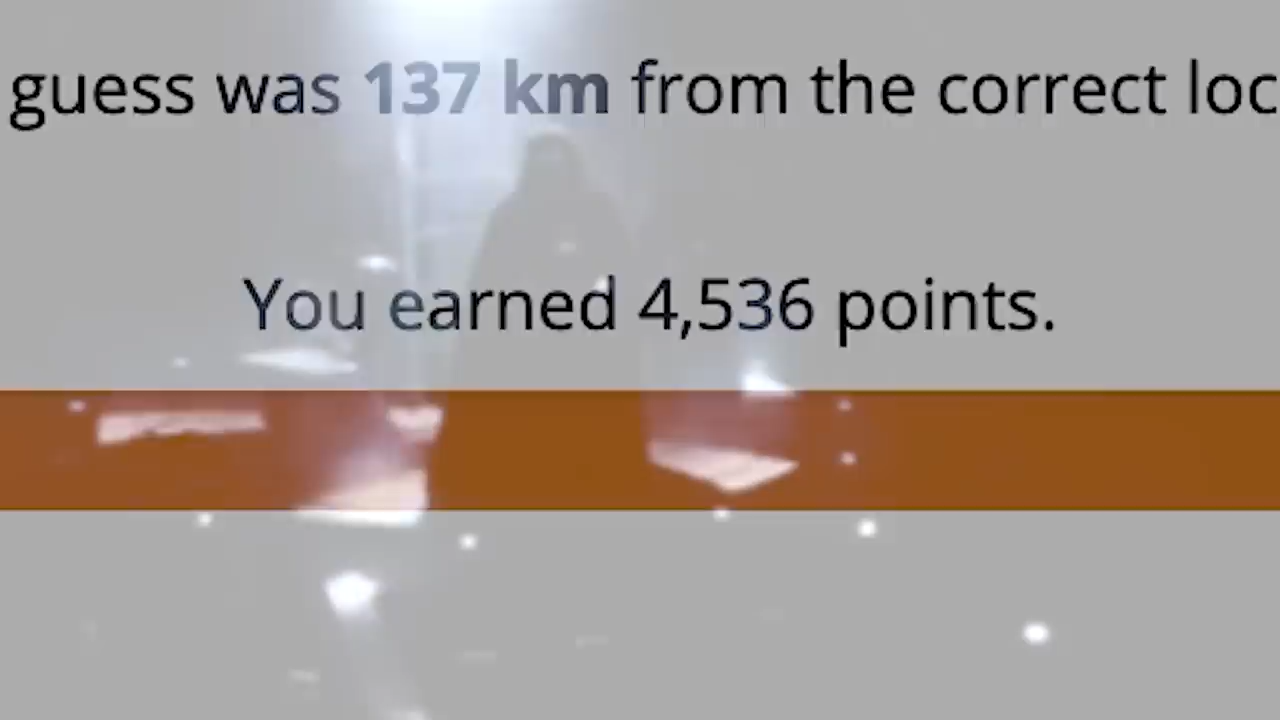 guess was 137 km from the correct loc
You earned 4,536 points.